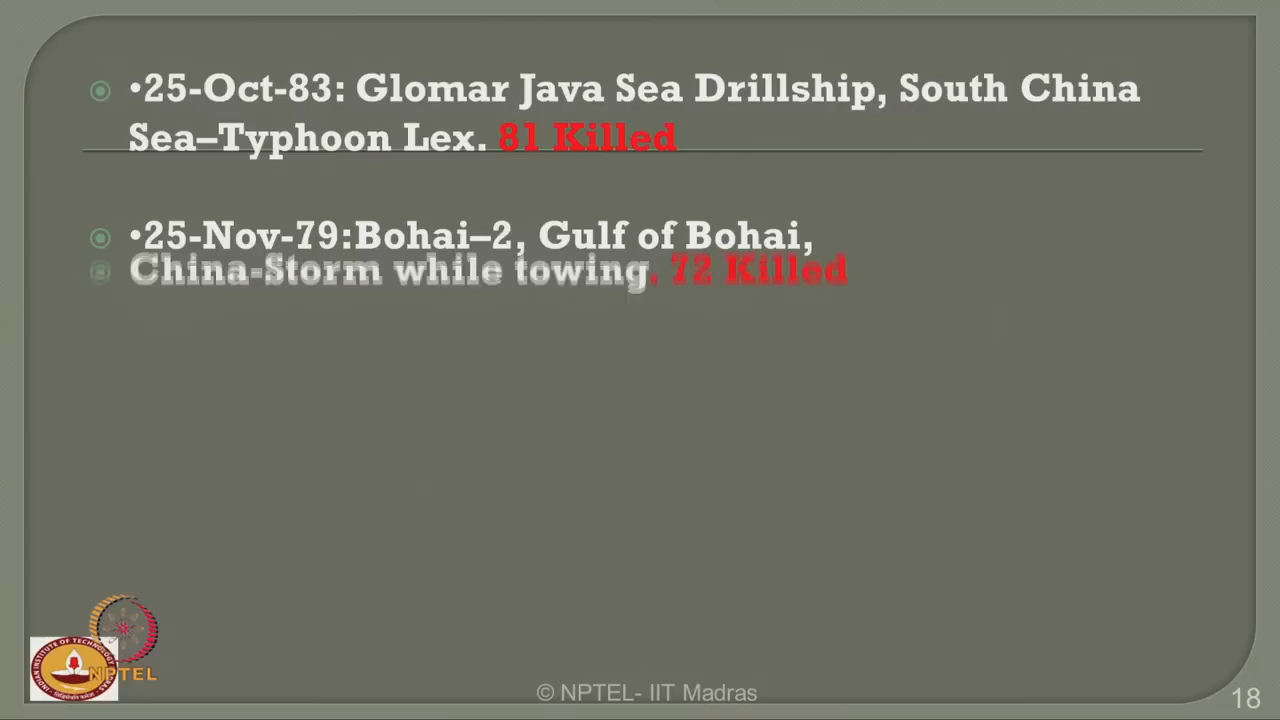 •25-Oct-83: Glomar Java Sea Drillship, South China
Sea–Typhoon Lex. 81 Killed
•25-Nov-79:Bohai–2, Gulf of Bohai,
China-Storm while towing. 72 Killed
NPTEL
© NPTEL- IIT Madras
18